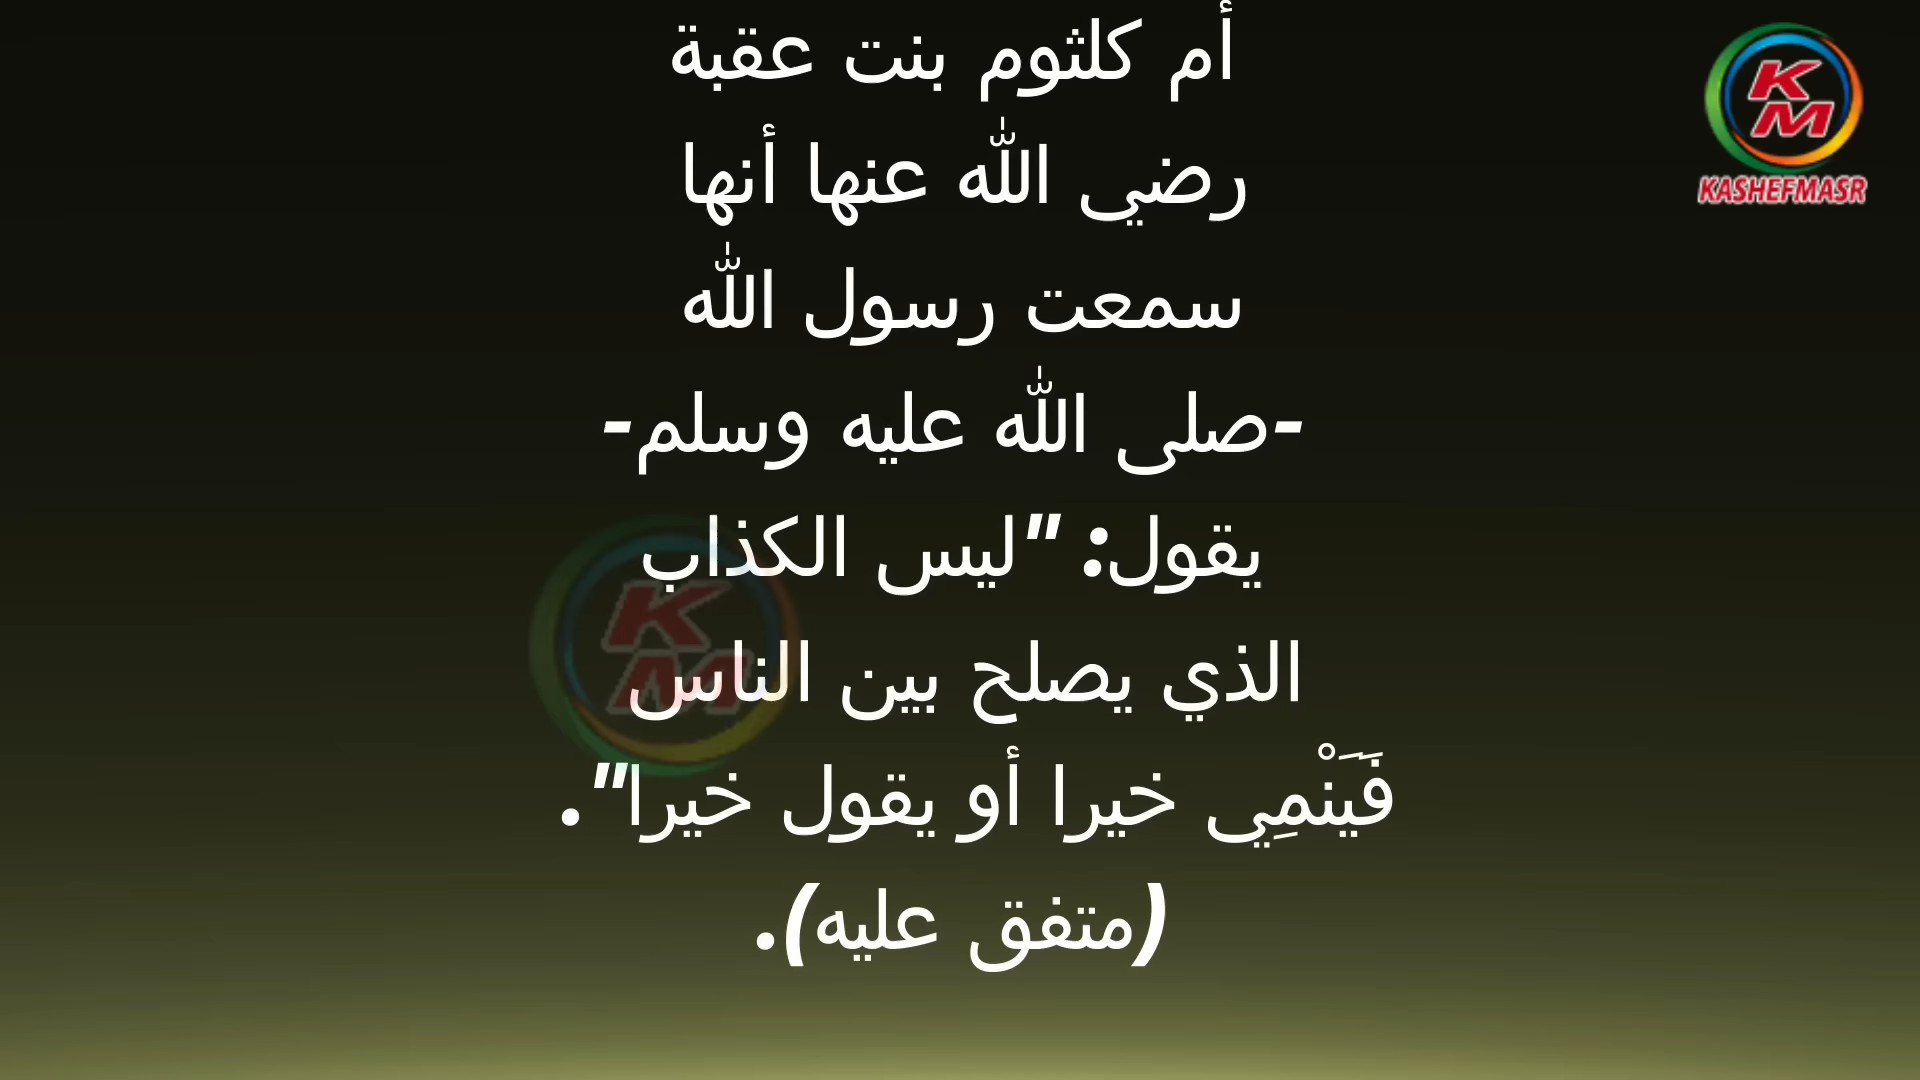 أم كلثوم بنت عقبة
رضي الله عنها أنها
سمعت رسول الله
-صلى الله عليه وسلم-
يقول: "ليس الكذاب
الذي يصلح بين الناس
فَيَنْمِي خيرا أو يقول خيرا".
(متفق عليه).
KM
KASHEFMASR
KM